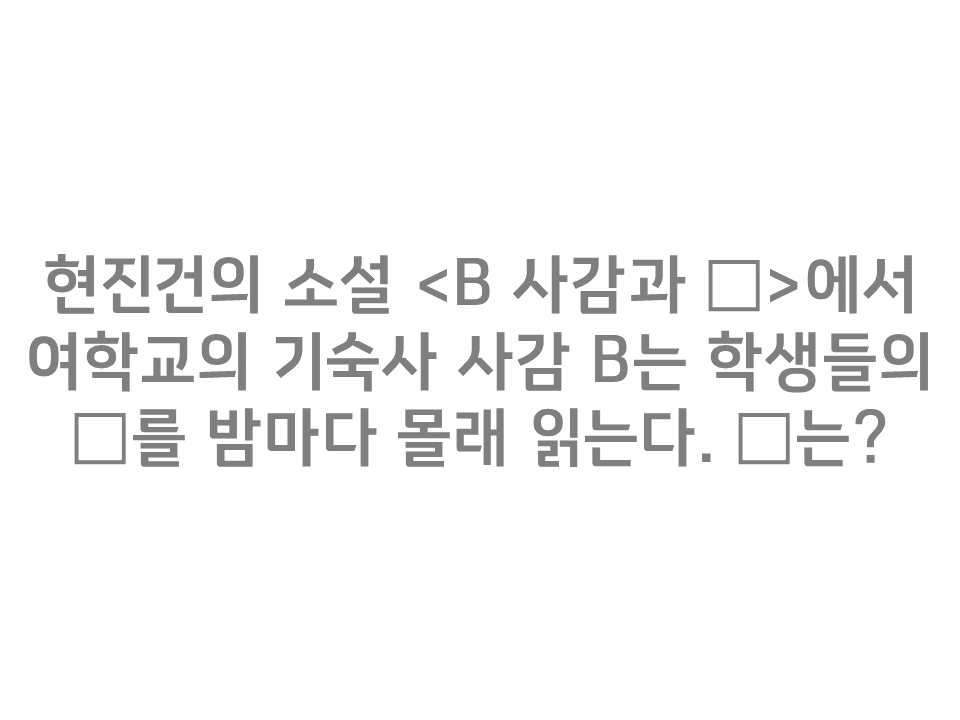 현진건의 소설 <B 사감과 □>에서
여학교의 기숙사 사감 B는 학생들의
□를 밤마다 몰래 읽는다. □는?